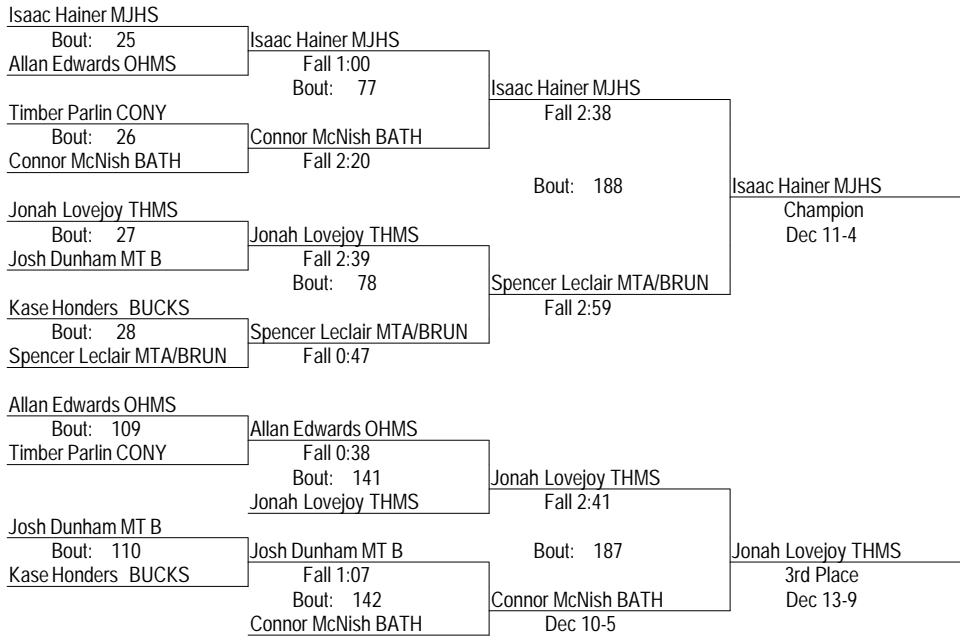 Isaac Hainer MJHS
Bout: 25
Isaac Hainer MJHS
Allan Edwards OHMS
Fall 1:00
Bout: 77
Isaac Hainer MJHS
Timber Parlin CONY
Fall 2:38
Bout: 26
Connor McNish BATH
Connor McNish BATH
Fall 2:20
Bout: 188
Isaac Hainer MJHS
Jonah Lovejoy THMS
Champion
Bout: 27
Jonah Lovejoy THMS
Dec 11-4
Josh Dunham MT B
Fall 2:39
Bout: 78
Spencer Leclair MTA/BRUN
Kase Honders BUCKS
Fall 2:59
Bout: 28
Spencer Leclair MTA/BRUN
Spencer Leclair MTA/BRUN
Fall 0:47
Allan Edwards OHMS
Bout: 109
Allan Edwards OHMS
Timber Parlin CONY
Fall 0:38
Bout: 141
Jonah Lovejoy THMS
Jonah Lovejoy THMS
Fall 2:41
Josh Dunham MT B
Bout: 110
Josh Dunham MT B
Bout: 187
Jonah Lovejoy THMS
Kase Honders BUCKS
Fall 1:07
3rd Place
Bout: 142
Connor McNish BATH
Dec 13-9
Connor McNish BATH
Dec 10-5